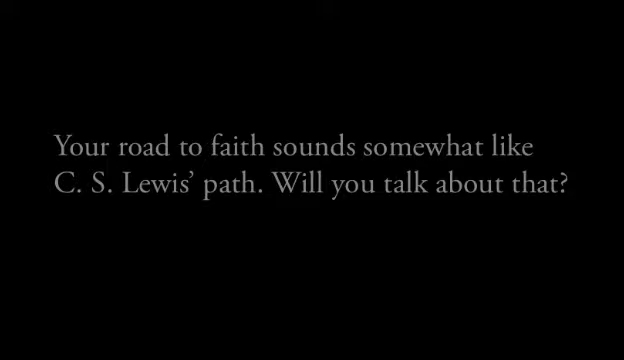 Your road to faith sounds somewhat like
C. S. Lewis’ path. Will you talk about that?